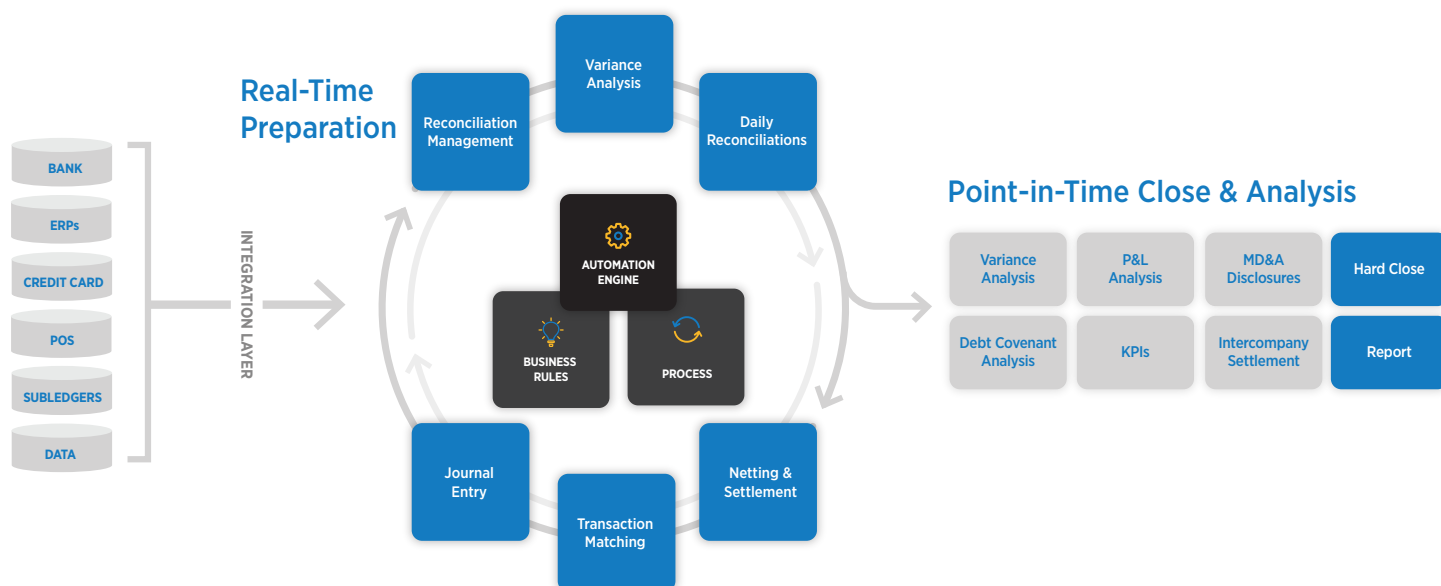 BANK
ERPs
CREDIT CARD
POS
SUBLEDGERS
DATA
INTEGRATION LAYER
Real-Time
Preparation
Reconciliation
Management
Variance
Analysis
Daily
Reconciliations
AUTOMATION
ENGINE
BUSINESS
RULES
PROCESS
Journal
Entry
Transaction
Matching
Netting &
Settlement
Point-in-Time Close & Analysis
Variance
Analysis
P&L
Analysis
MD&A
Disclosures
Hard Close
Debt Covenant
Analysis
KPIs
Intercompany
Settlement
Report